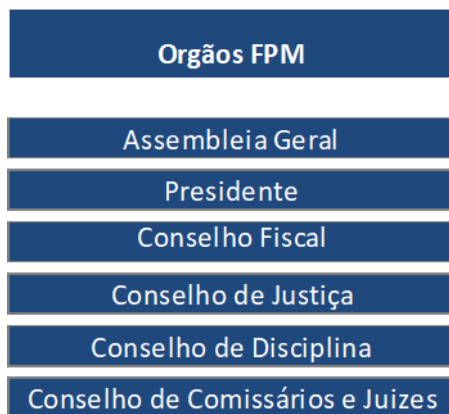 Orgãos FPM
Assembleia Geral
Presidente
Conselho Fiscal
Conselho de Justiça
Conselho de Disciplina
Conselho de Comissários e Juizes